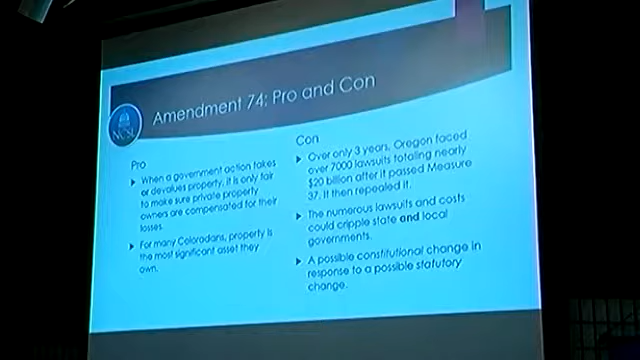 Amendment 74: Pro and Con
NCSL
Pro
When a government action takes
or devalues property, it is only fair
to make sure private property
owners are compensated for their
losses.
For many Coloradans, property is
the most significant asset they
own.
Con
Over only 3 years, Oregon faced
over 7000 lawsuits totaling nearly
$20 billion after it passed Measure
37. It then repealed it.
The numerous lawsuits and costs
could cripple state and local
governments.
A possible constitutional change in
response to a possible statutory
change.